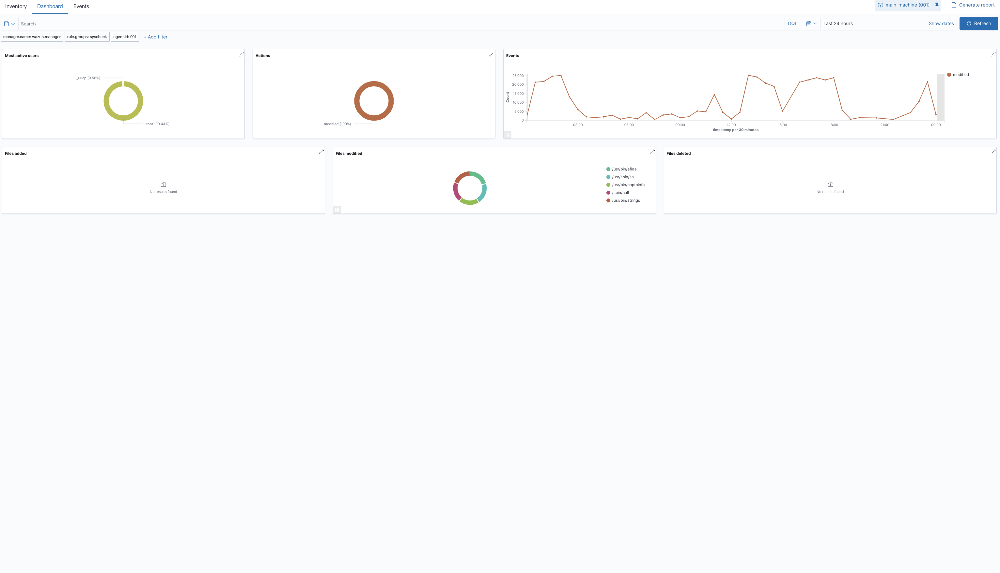 Inventory Dashboard Events main-machine (001) Generate report
Search DQL Last 24 hours Show dates Refresh
manager.name: wazuh.manager rule.groups: syscheck agent.id: 001 + Add filter
Most active users
_uucp (0.56%)
root (99.44%)
Actions
modified (100%)
Events
modified
Count
25,000
20,000
15,000
10,000
5,000
0
03:00 06:00 09:00 12:00 15:00 18:00 21:00 00:00
timestamp per 30 minutes
Files added
No results found
Files modified
/usr/bin/afida
/usr/sbin/sa
/usr/bin/captoinfo
/sbin/halt
/usr/bin/strings
Files deleted
No results found